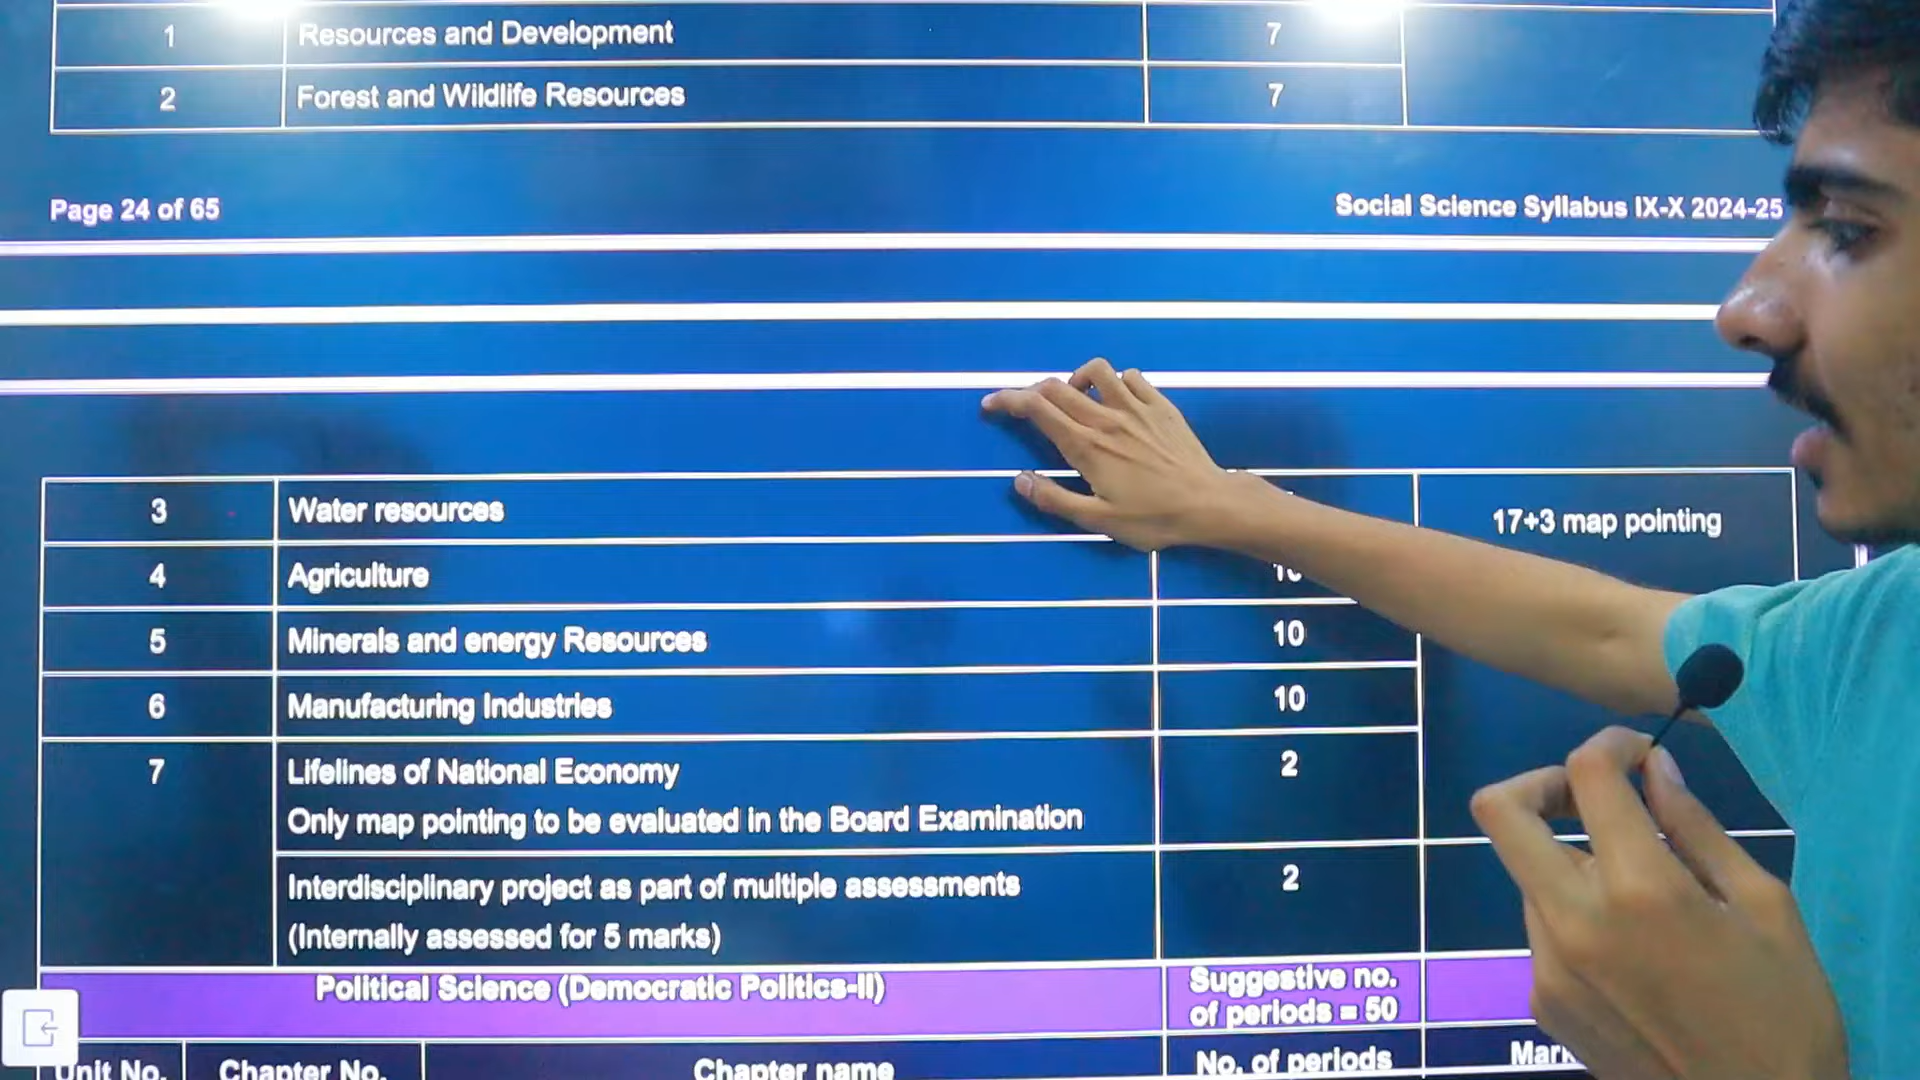 1 Resources and Development 7
2 Forest and Wildlife Resources 7
Page 24 of 65 Social Science Syllabus IX-X 2024-25
3 Water resources 17+3 map pointing
4 Agriculture
5 Minerals and energy Resources 10
6 Manufacturing Industries 10
7 Lifelines of National Economy 2
Only map pointing to be evaluated in the Board Examination
Interdisciplinary project as part of multiple assessments 2
(Internally assessed for 5 marks)
Political Science (Democratic Politics-II) Suggestive no.
of periods = 50
Unit No. Chapter No. Chapter name No. of periods